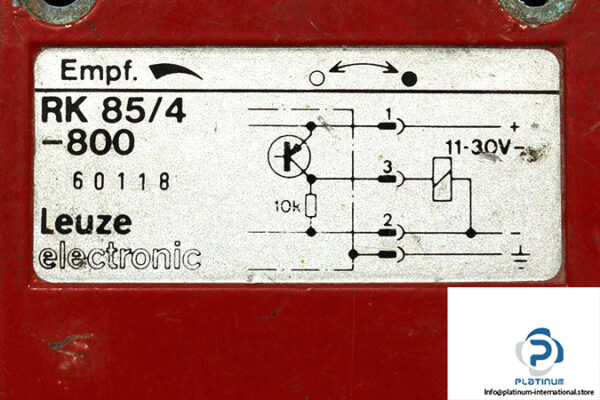 Empf.
RK 85/4
-800
60118
Leuze
electronic
1
+
11-30V-
3
10k
2
-
PLATINUM
Info@platinum-international.store